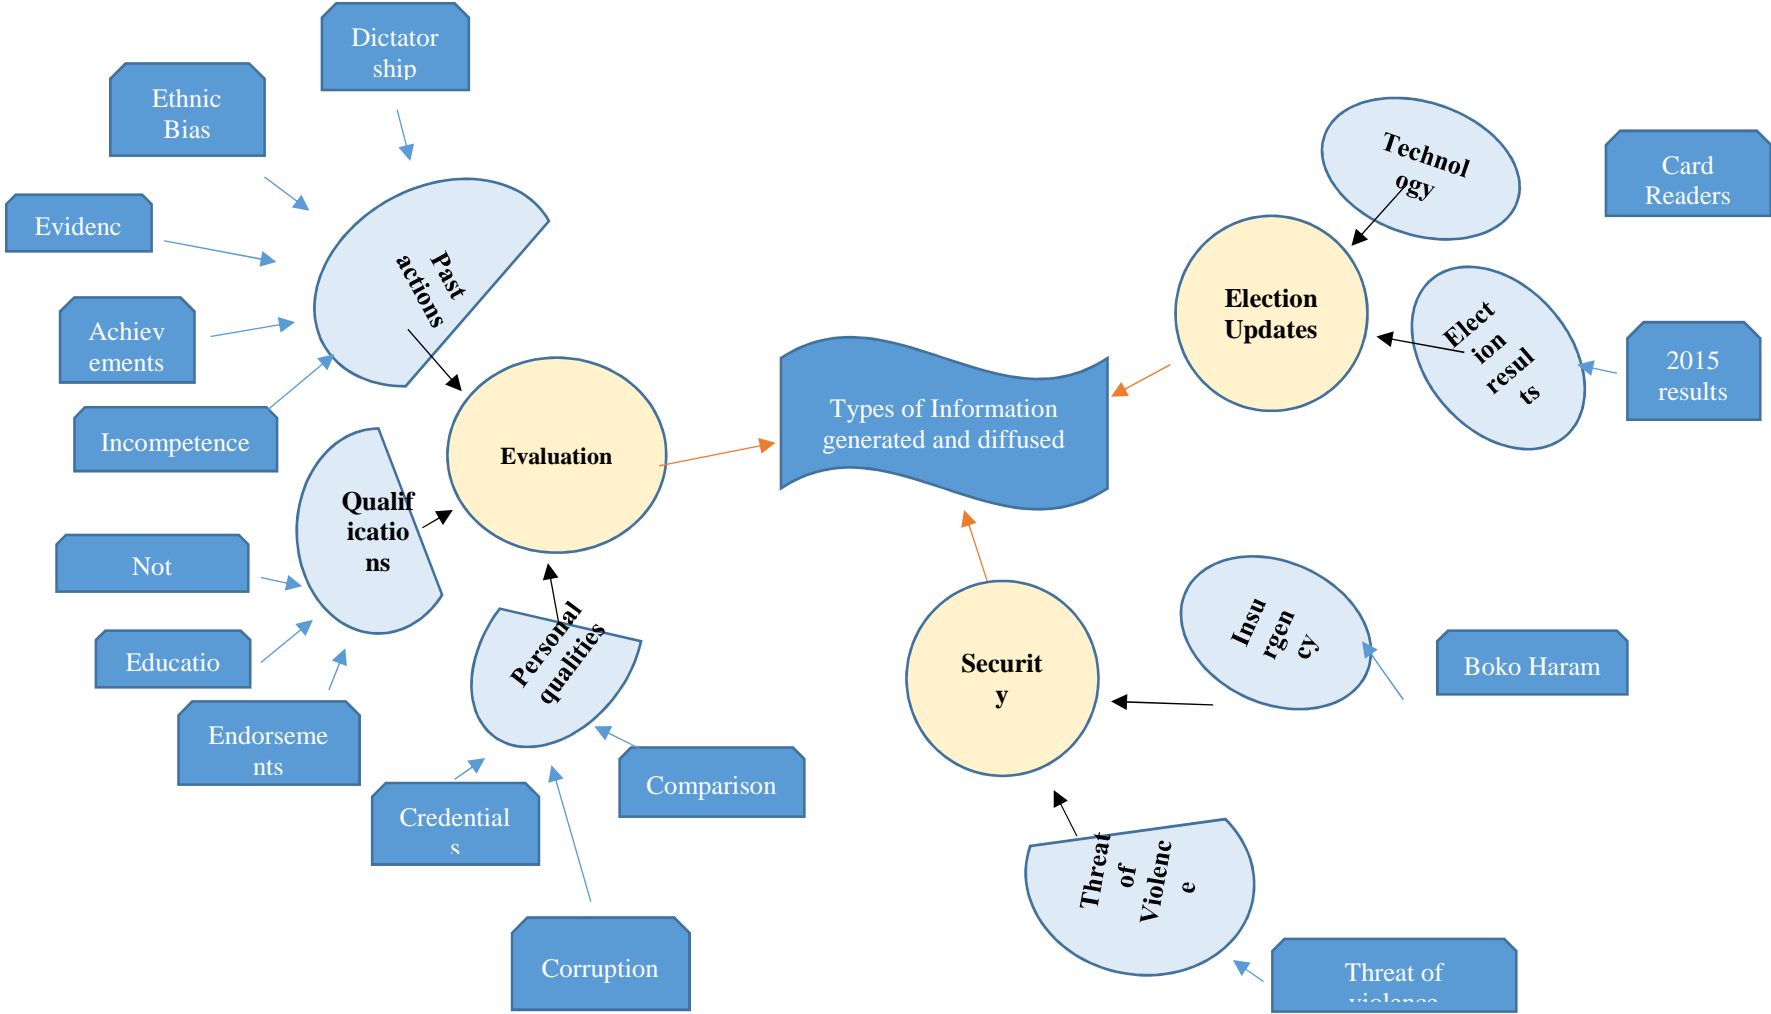 Dictator
ship
Ethnic
Bias
Evidenc
Achiev
ements
Incompetence
Past
actions
Evaluation
Qualif
icatio
ns
Not
Educatio
Endorseme
nts
Personal
qualities
Credential
s
Comparison
Corruption
Types of Information
generated and diffused
Technol
ogy
Card
Readers
Election
Updates
Elect
ion
resul
ts
2015
results
Insu
rgen
cy
Boko Haram
Securit
y
Threat
of
Violenc
e
Threat of
violence